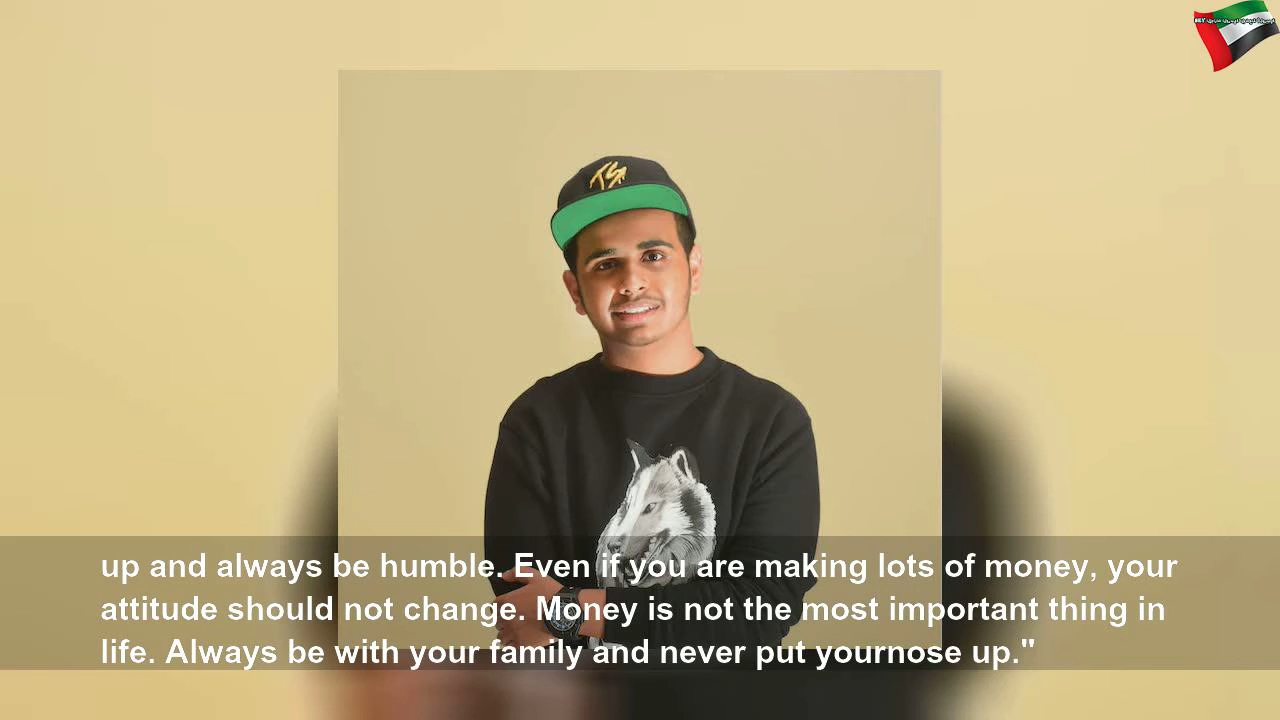 TSA
up and always be humble. Even if you are making lots of money, your
attitude should not change. Money is not the most important thing in
life. Always be with your family and never put yournose up."